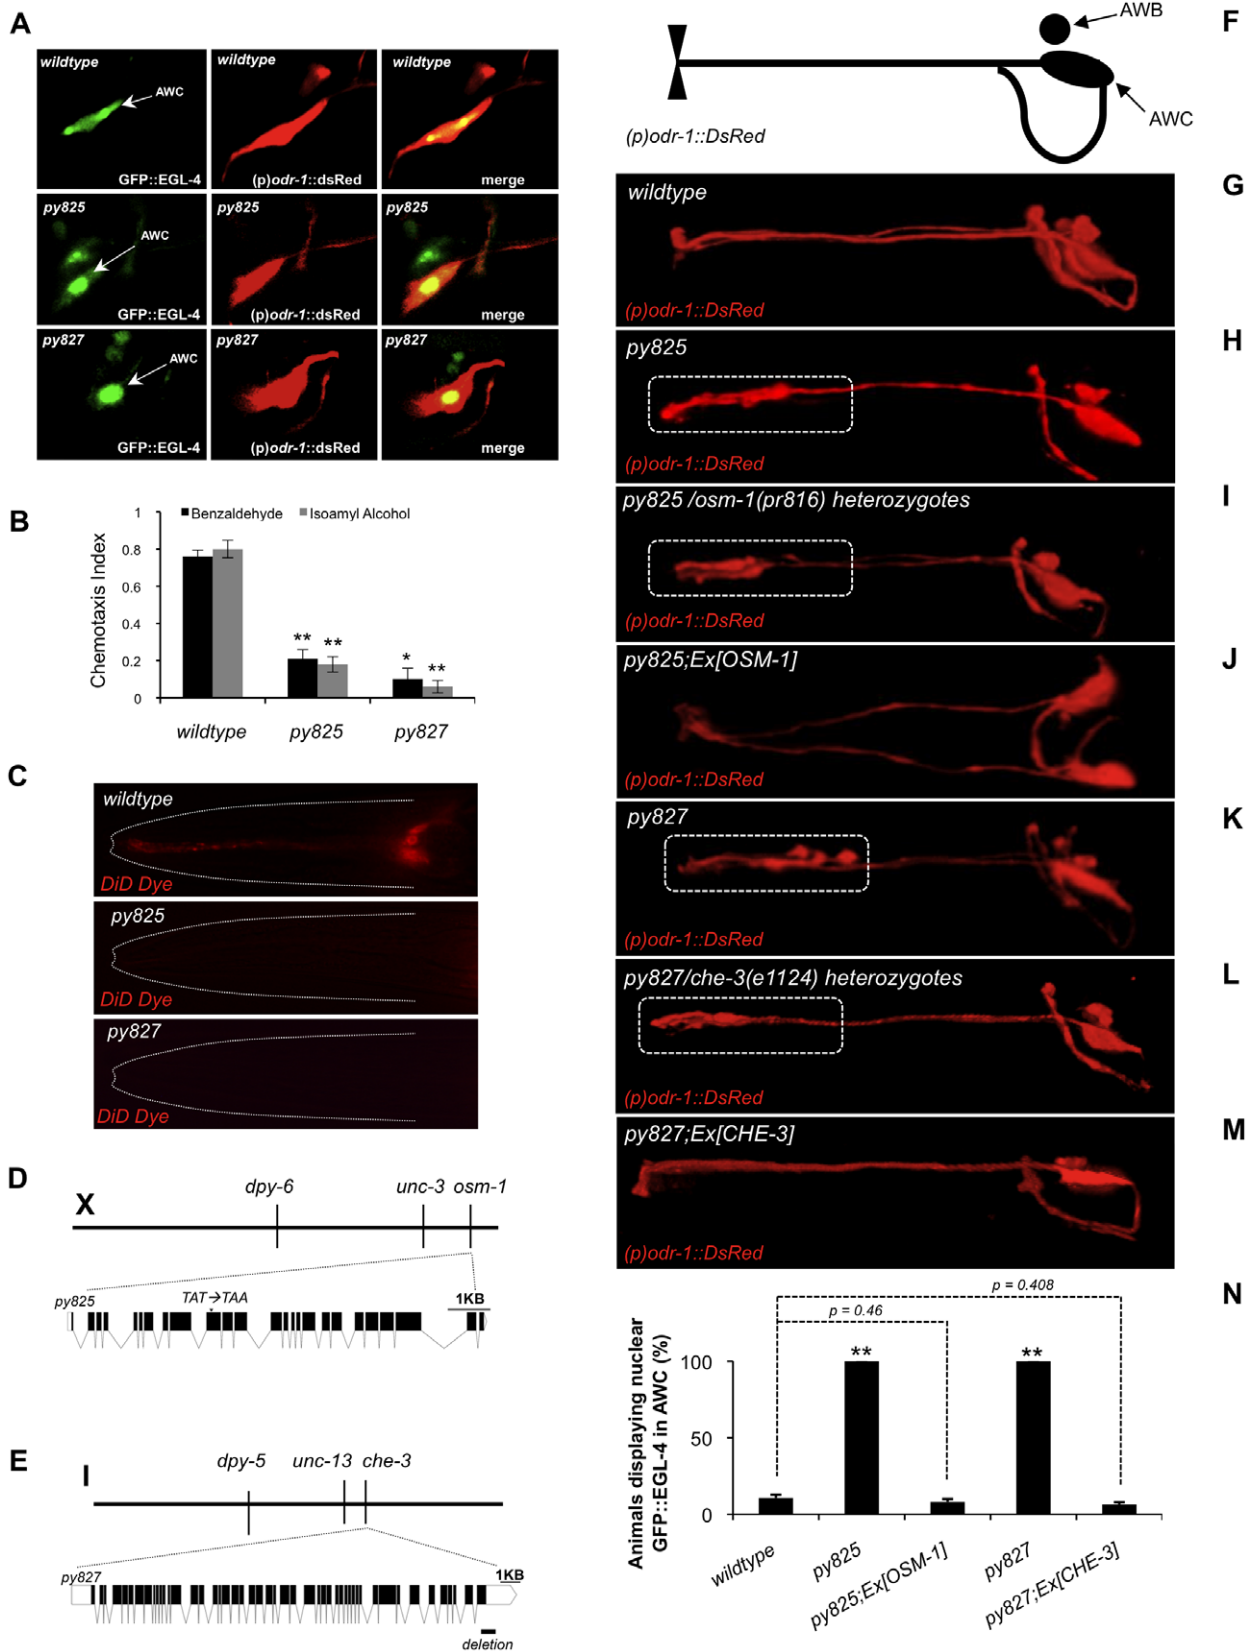 A
wildtype
AWC
GFP::EGL-4
wildtype
(p)odr-1::dsRed
wildtype
merge
py825
AWC
GFP::EGL-4
py825
(p)odr-1::dsRed
py825
merge
py827
AWC
GFP::EGL-4
py827
(p)odr-1::dsRed
py827
merge
B
Chemotaxis Index
1
0.8
0.6
0.4
0.2
0
Benzaldehyde
Isoamyl Alcohol
**
**
*
**
wildtype
py825
py827
C
wildtype
DiD Dye
py825
DiD Dye
py827
DiD Dye
D
X
dpy-6
unc-3
osm-1
py825
TAT→TAA
*
1KB
E
I
dpy-5
unc-13
che-3
py827
1KB
deletion
F
AWB
AWC
(p)odr-1::DsRed
G
wildtype
(p)odr-1::DsRed
H
py825
(p)odr-1::DsRed
I
py825 /osm-1(pr816) heterozygotes
(p)odr-1::DsRed
J
py825;Ex[OSM-1]
(p)odr-1::DsRed
K
py827
(p)odr-1::DsRed
L
py827/che-3(e1124) heterozygotes
(p)odr-1::DsRed
M
py827;Ex[CHE-3]
(p)odr-1::DsRed
N
p = 0.408
p = 0.46
Animals displaying nuclear
GFP::EGL-4 in AWC (%)
100
50
0
**
**
wildtype
py825
py825;Ex[OSM-1]
py827
py827;Ex[CHE-3]